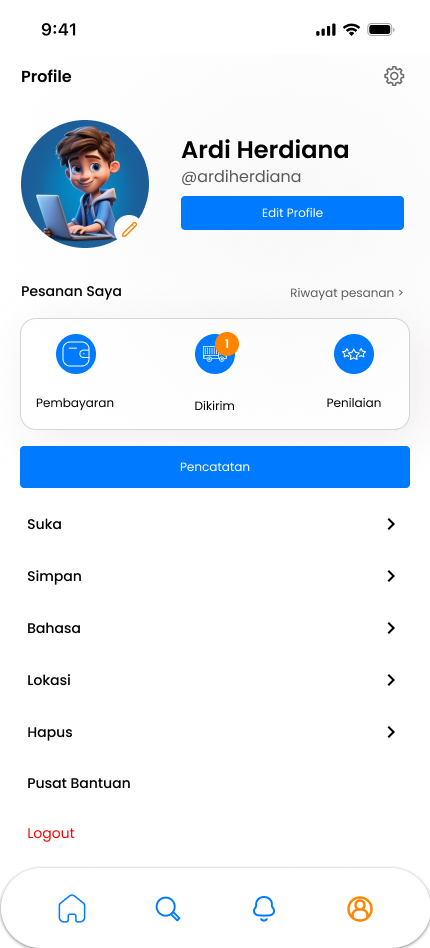 9:41
Profile
Ardi Herdiana
@ardiherdiana
Edit Profile
Pesanan Saya
Riwayat pesanan >
1
Pembayaran
Dikirim
Penilaian
Pencatatan
Suka
Simpan
Bahasa
Lokasi
Hapus
Pusat Bantuan
Logout